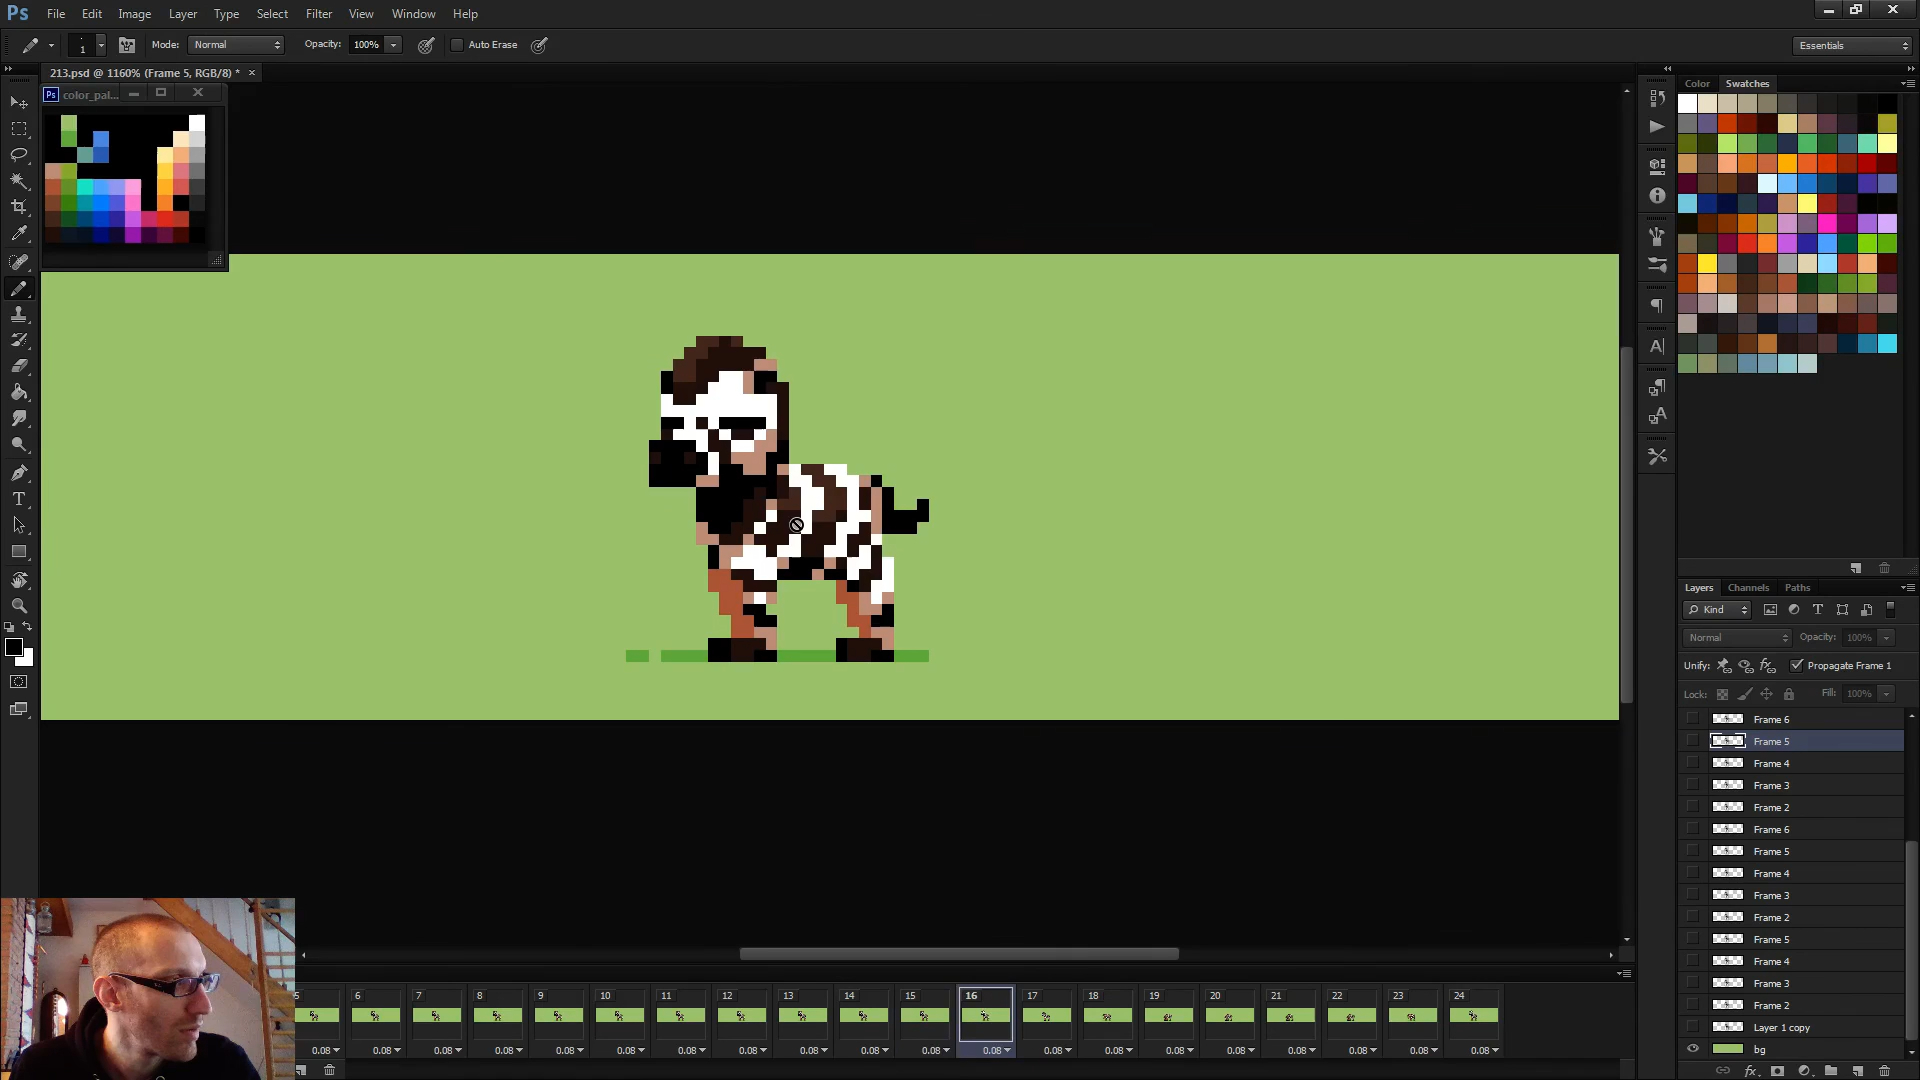 Ps File Edit Image Layer Type Select Filter 3D View Window Help
1 Mode: Normal Opacity: 100% Auto Erase Essentials
213.psd @ 1160% (Frame 5, RGB/8) * ×
Ps color_pal...
Color Swatches
T
A
Layers Channels Paths
Kind
Normal Opacity: 100%
Unify: Propagate Frame 1
Lock: Fill: 100%
Frame 6
Frame 5
Frame 4
Frame 3
Frame 2
Frame 6
Frame 5
Frame 4
Frame 3
Frame 2
Frame 5
Frame 4
Frame 3
Frame 2
Layer 1 copy
bg
5 6 7 8 9 10 11 12 13 14 15 16 17 18 19 20 21 22 23 24
0.08 0.08 0.08 0.08 0.08 0.08 0.08 0.08 0.08 0.08 0.08 0.08 0.08 0.08 0.08 0.08 0.08 0.08 0.08 0.08
fx